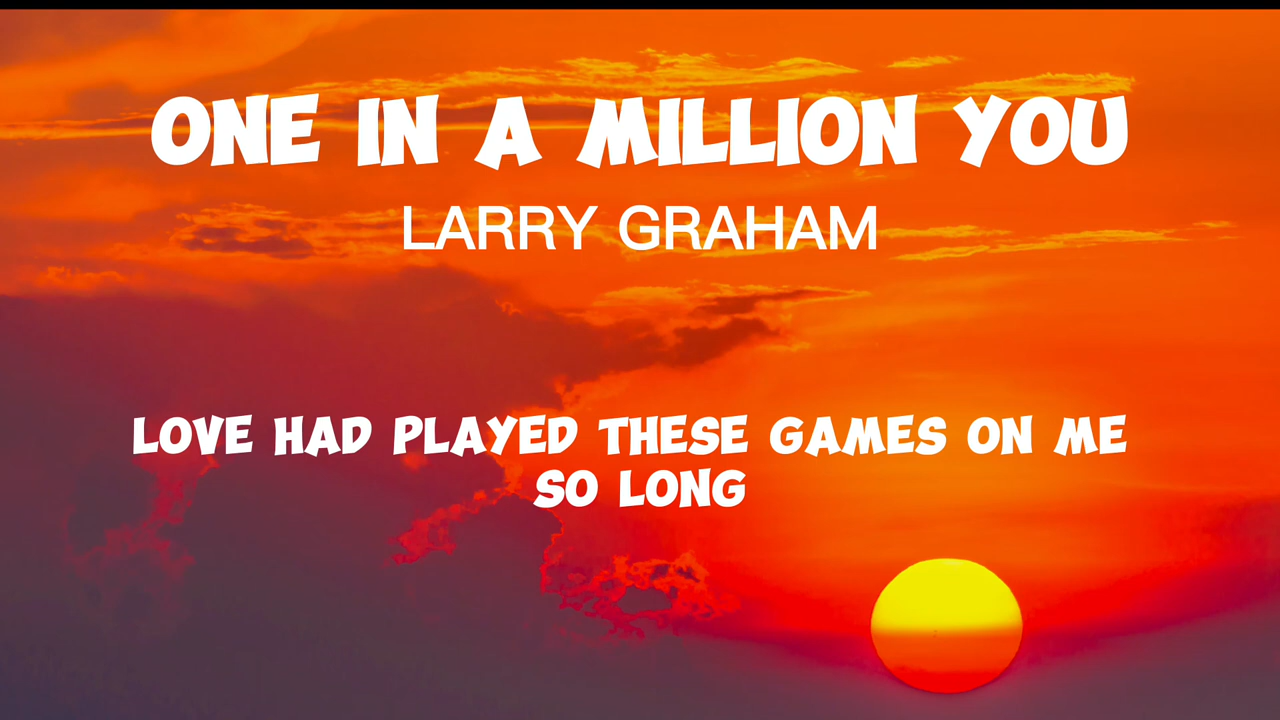 ONE IN A MILLION YOU
LARRY GRAHAM
LOVE HAD PLAYED THESE GAMES ON ME
SO LONG